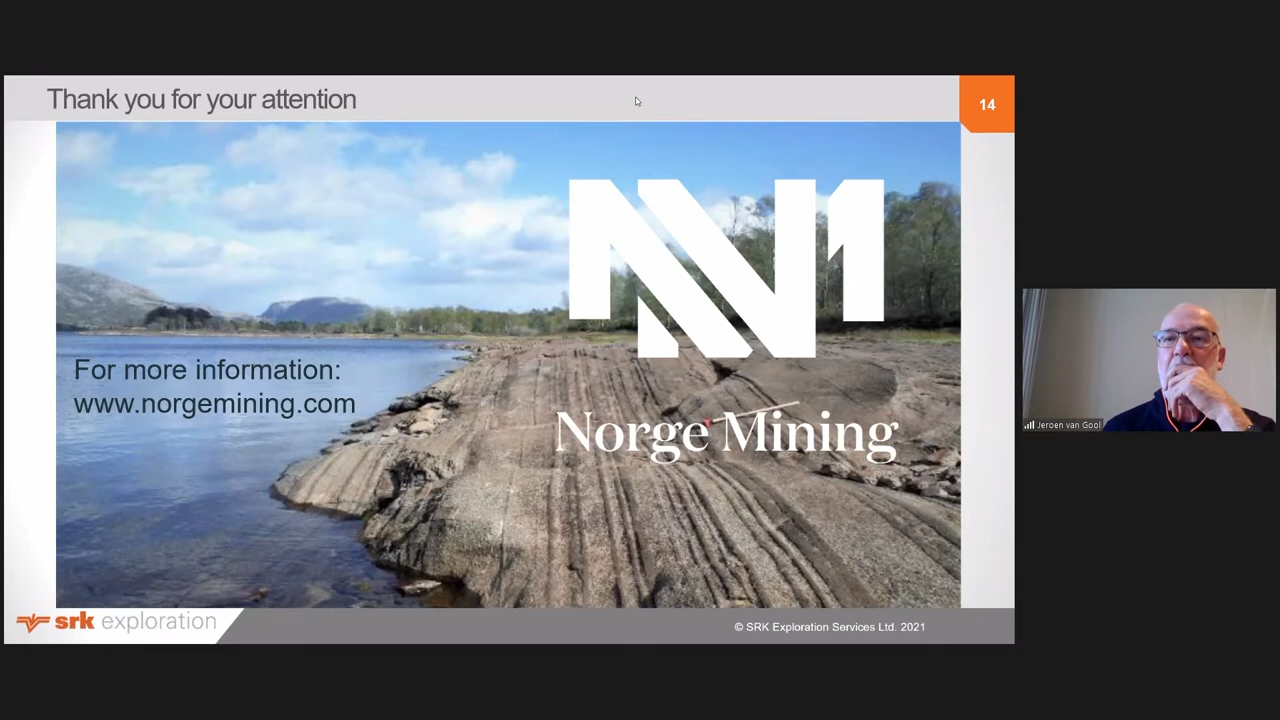 Thank you for your attention
14
For more information:
www.norgemining.com
Norge Mining
srk exploration
© SRK Exploration Services Ltd. 2021
Jeroen van Gool